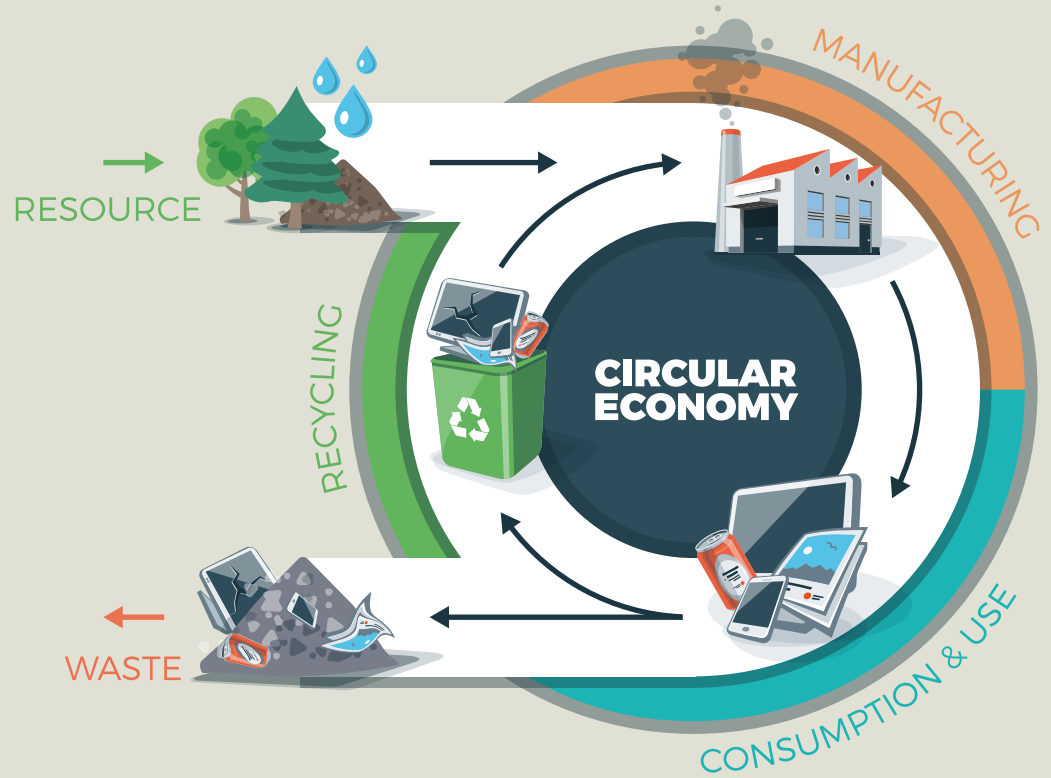 MANUFACTURING
RESOURCE
RECYCLING
CIRCULAR
ECONOMY
WASTE
CONSUMPTION & USE